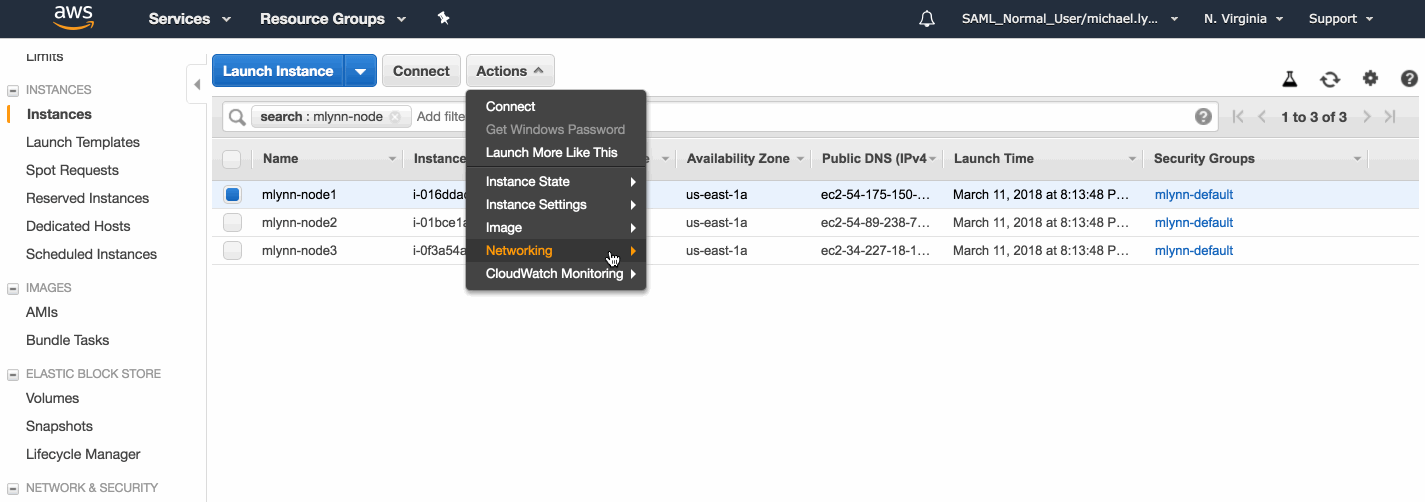 aws Services Resource Groups SAML_Normal_User/michael.ly... N. Virginia Support
Limits
INSTANCES
Instances
Launch Templates
Spot Requests
Reserved Instances
Dedicated Hosts
Scheduled Instances
IMAGES
AMIs
Bundle Tasks
ELASTIC BLOCK STORE
Volumes
Snapshots
Lifecycle Manager
NETWORK & SECURITY
Launch Instance Connect Actions
search : mlynn-node Add filte 1 to 3 of 3
Connect
Get Windows Password
Launch More Like This
Instance State
Instance Settings
Image
Networking
CloudWatch Monitoring
Name Instance e Availability Zone Public DNS (IPv4 Launch Time Security Groups
mlynn-node1 i-016ddac us-east-1a ec2-54-175-150-... March 11, 2018 at 8:13:48 P... mlynn-default
mlynn-node2 i-01bce1a us-east-1a ec2-54-89-238-7... March 11, 2018 at 8:13:48 P... mlynn-default
mlynn-node3 i-0f3a54a us-east-1a ec2-34-227-18-1... March 11, 2018 at 8:13:48 P... mlynn-default